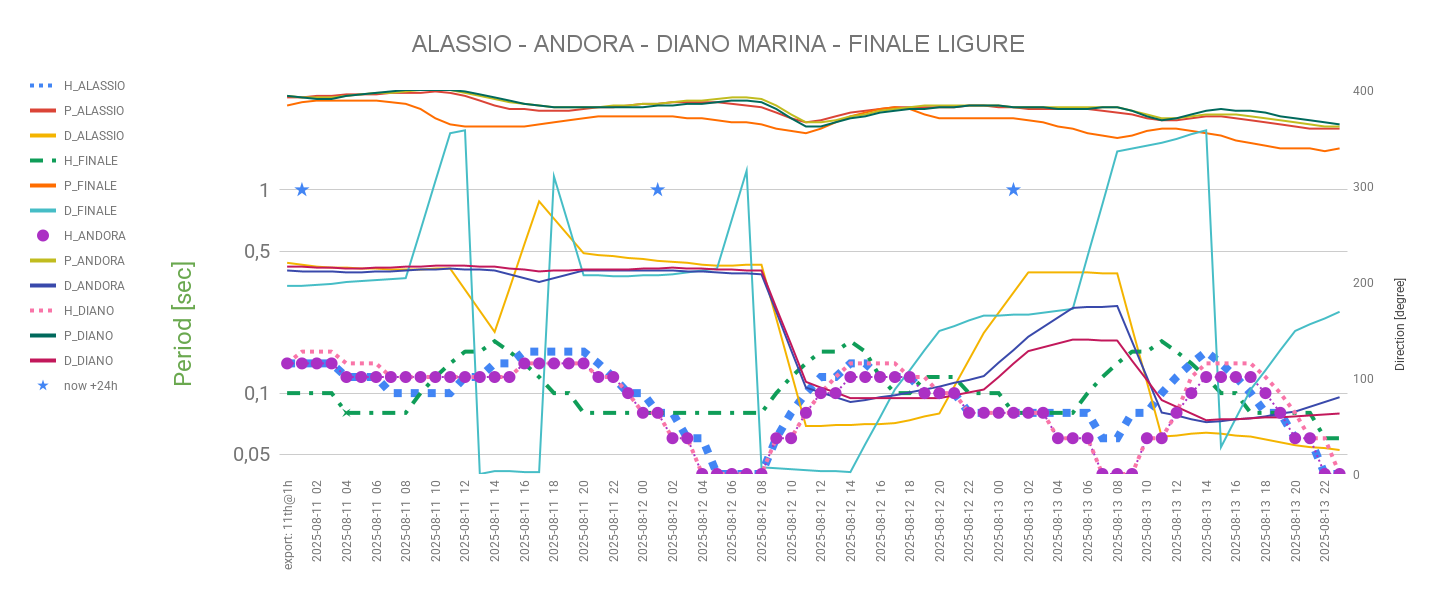 ALASSIO - ANDORA - DIANO MARINA - FINALE LIGURE
H_ALASSIO
P_ALASSIO
D_ALASSIO
H_FINALE
P_FINALE
D_FINALE
H_ANDORA
P_ANDORA
D_ANDORA
H_DIANO
P_DIANO
D_DIANO
now +24h
Period [sec]
1
0,5
0,1
0,05
400
300
200
100
0
Direction [degree]
export: 11th@1h
2025-08-11 02
2025-08-11 04
2025-08-11 06
2025-08-11 08
2025-08-11 10
2025-08-11 12
2025-08-11 14
2025-08-11 16
2025-08-11 18
2025-08-11 20
2025-08-11 22
2025-08-12 00
2025-08-12 02
2025-08-12 04
2025-08-12 06
2025-08-12 08
2025-08-12 10
2025-08-12 12
2025-08-12 14
2025-08-12 16
2025-08-12 18
2025-08-12 20
2025-08-12 22
2025-08-13 00
2025-08-13 02
2025-08-13 04
2025-08-13 06
2025-08-13 08
2025-08-13 10
2025-08-13 12
2025-08-13 14
2025-08-13 16
2025-08-13 18
2025-08-13 20
2025-08-13 22